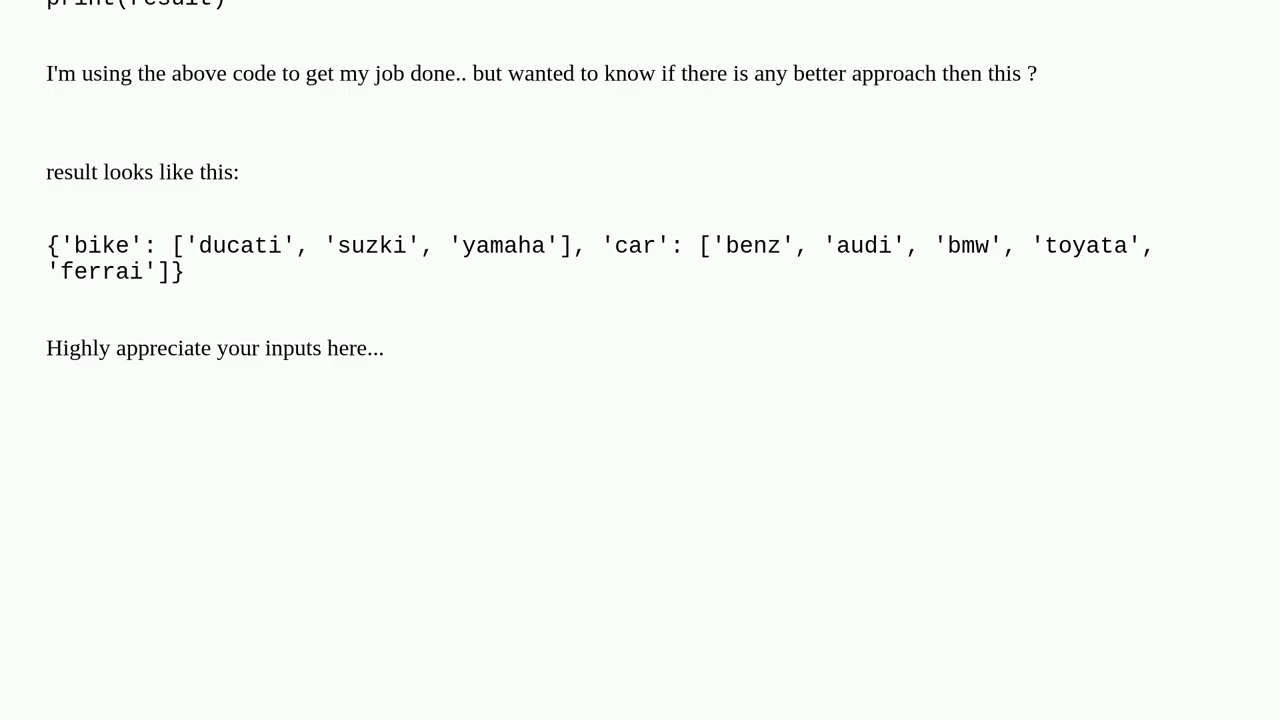 print(result)
I'm using the above code to get my job done.. but wanted to know if there is any better approach then this ?
result looks like this:
{'bike': ['ducati', 'suzki', 'yamaha'], 'car': ['benz', 'audi', 'bmw', 'toyata',
'ferrai']}
Highly appreciate your inputs here...